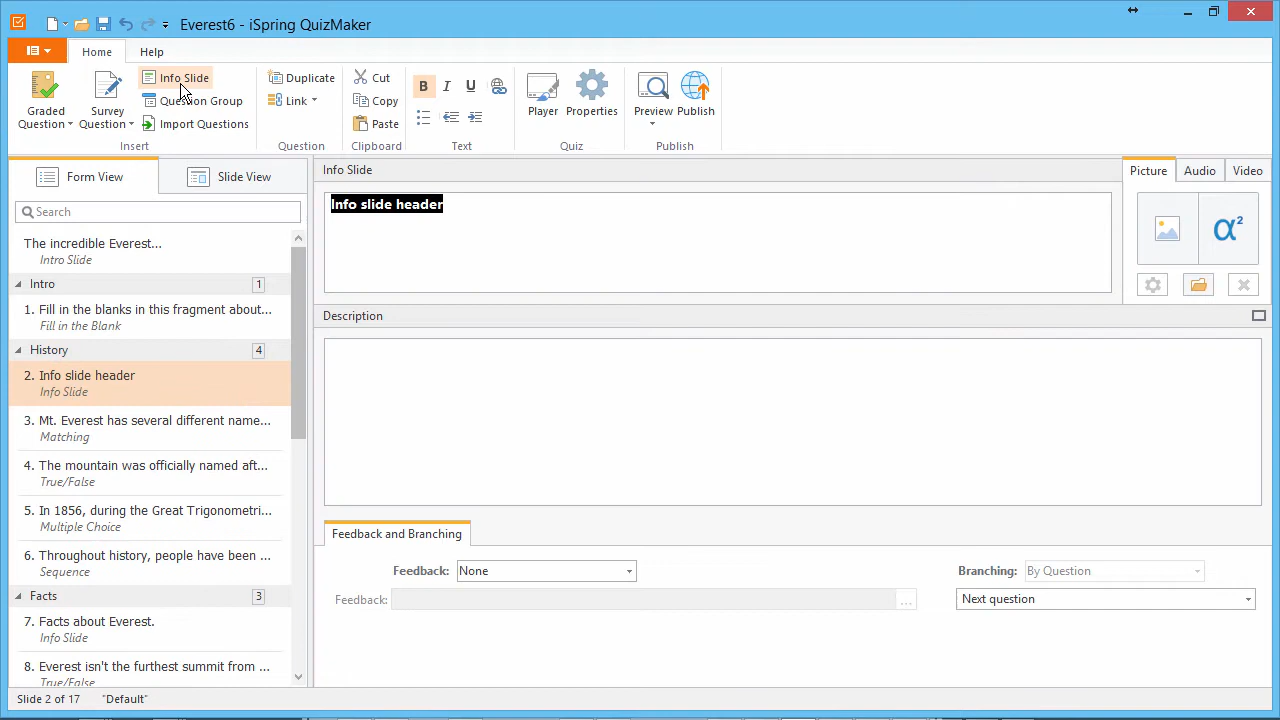 Everest6 - iSpring QuizMaker
Home
Help
Graded Question
Survey Question
Info Slide
Question Group
Import Questions
Insert
Duplicate
Link
Question
Cut
Copy
Paste
Clipboard
B I U
Text
Player
Properties
Quiz
Preview
Publish
Publish
Form View
Slide View
Search
The incredible Everest...
Intro Slide
Intro 1
1. Fill in the blanks in this fragment about...
Fill in the Blank
History 4
2. Info slide header
Info Slide
3. Mt. Everest has several different name...
Matching
4. The mountain was officially named aft...
True/False
5. In 1856, during the Great Trigonometri...
Multiple Choice
6. Throughout history, people have been ...
Sequence
Facts 3
7. Facts about Everest.
Info Slide
8. Everest isn't the furthest summit from ...
True/False
Info Slide
Info slide header
Picture
Audio
Video
α²
Description
Feedback and Branching
Feedback: None
Branching: By Question
Feedback: ...
Next question
Slide 2 of 17 "Default"